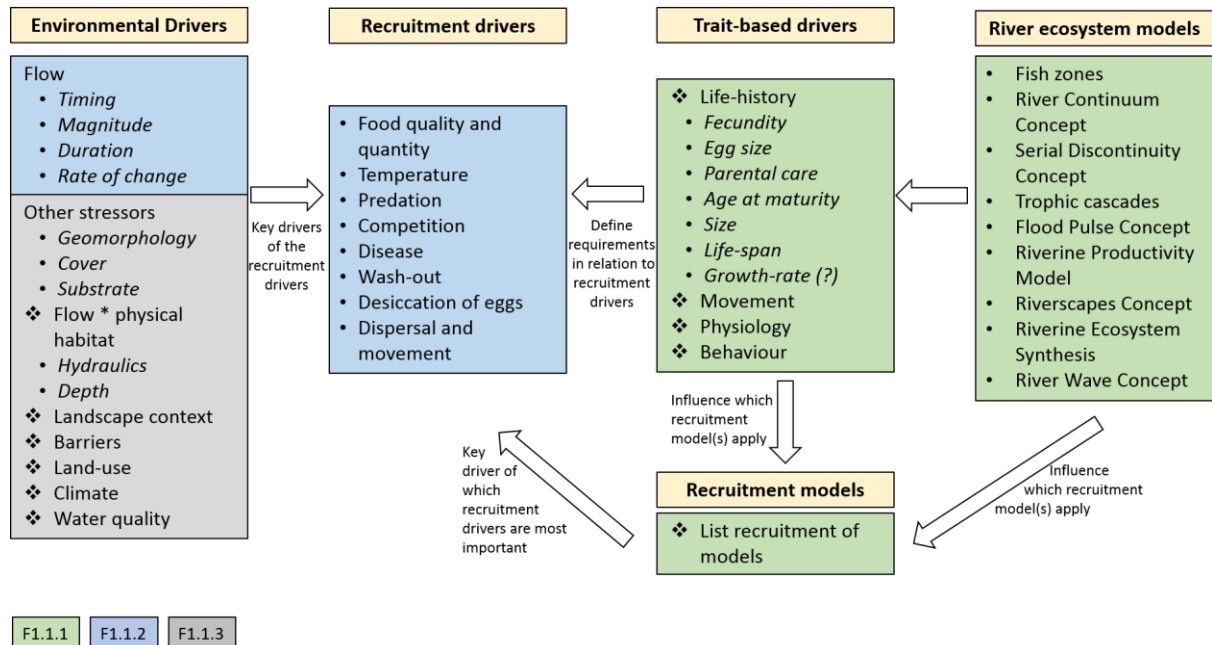 Environmental Drivers
Flow
• Timing
• Magnitude
• Duration
• Rate of change
Other stressors
• Geomorphology
• Cover
• Substrate
❖ Flow * physical
habitat
• Hydraulics
• Depth
❖ Landscape context
❖ Barriers
❖ Land-use
❖ Climate
❖ Water quality
Key drivers
of the
recruitment
drivers
Recruitment drivers
• Food quality and
quantity
• Temperature
• Predation
• Competition
• Disease
• Wash-out
• Desiccation of eggs
• Dispersal and
movement
Define
requirements
in relation to
recruitment
drivers
Trait-based drivers
❖ Life-history
• Fecundity
• Egg size
• Parental care
• Age at maturity
• Size
• Life-span
• Growth-rate (?)
❖ Movement
❖ Physiology
❖ Behaviour
River ecosystem models
• Fish zones
• River Continuum
Concept
• Serial Discontinuity
Concept
• Trophic cascades
• Flood Pulse Concept
• Riverine Productivity
Model
• Riverscapes Concept
• Riverine Ecosystem
Synthesis
• River Wave Concept
Influence which
recruitment
model(s) apply
Key
driver of
which
recruitment
drivers are most
important
Recruitment models
❖ List recruitment of
models
Influence
which recruitment
model(s) apply
F1.1.1
F1.1.2
F1.1.3